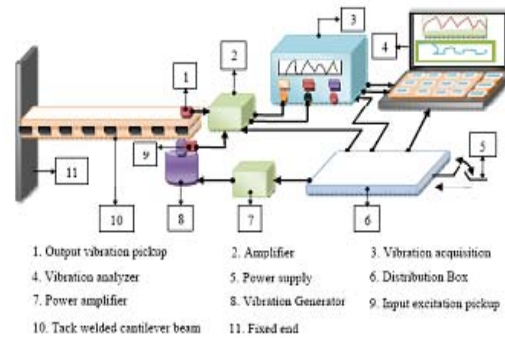 3
2
4
1
9
5
11
10
8
7
6
1. Output vibration pickup 2. Amplifier 3. Vibration acquisition
4. Vibration analyzer 5. Power supply 6. Distribution Box
7. Power amplifier 8. Vibration Generator 9. Input excitation pickup
10. Tack welded cantilever beam 11. Fixed end